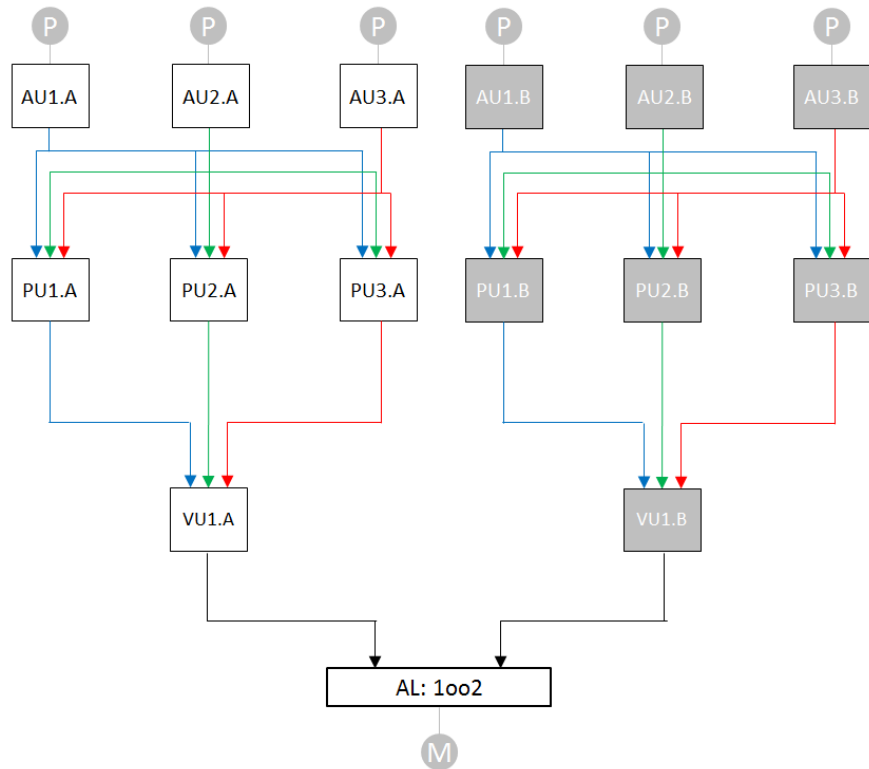 P P P P P P
AU1.A AU2.A AU3.A AU1.B AU2.B AU3.B
PU1.A PU2.A PU3.A PU1.B PU2.B PU3.B
VU1.A VU1.B
AL: 1oo2
M